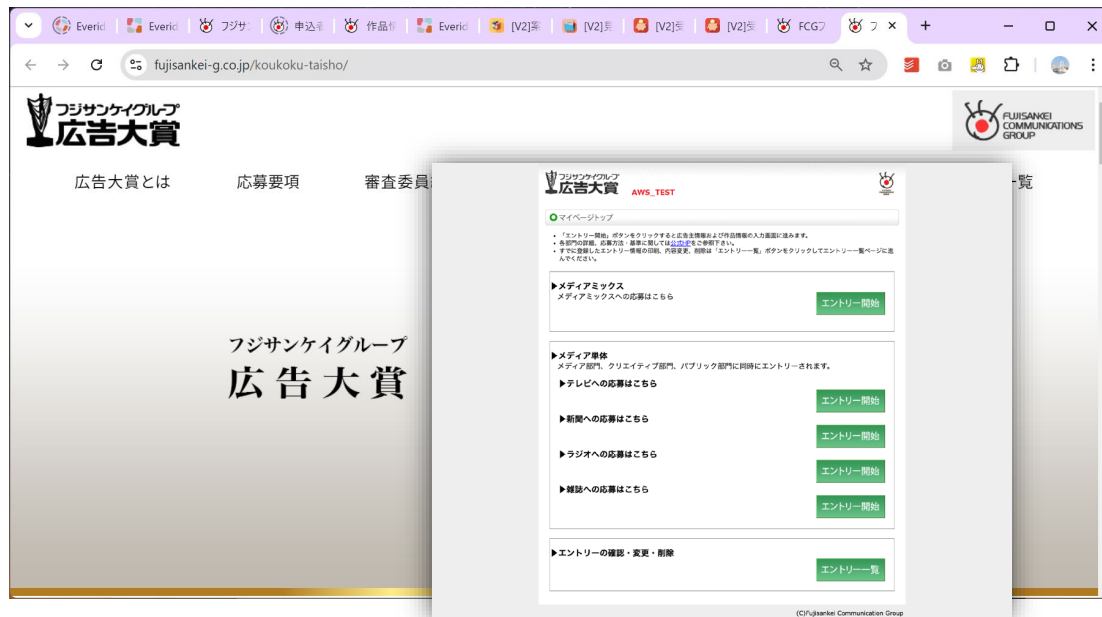 Everid
Everid
フジサン
申込
作品
Everid
[V2]
[V2]
[V2]受
[V2]受
FCGフ
フ
fujisankei-g.co.jp/koukoku-taisho/
フジサンケイグループ
広告大賞
FUJISANKEI
COMMUNICATIONS
GROUP
広告大賞とは
応募要項
審査委員
一覧
フジサンケイグループ
広告大賞
フジサンケイグループ
広告大賞
AWS_TEST
マイページトップ
・ 「エントリー開始」ボタンをクリックすると広告主情報および作品情報の入力画面に進みます。
・ 各部門の詳細、応募方法・基準に関しては公式HPをご参照下さい。
・ すでに登録したエントリー情報の印刷、内容変更、削除は「エントリー一覧」ボタンをクリックしてエントリー一覧ページに進
んでください。
▶メディアミックス
メディアミックスへの応募はこちら
エントリー開始
▶メディア単体
メディア部門、クリエイティブ部門、パブリック部門に同時にエントリーされます。
▶テレビへの応募はこちら
エントリー開始
▶新聞への応募はこちら
エントリー開始
▶ラジオへの応募はこちら
エントリー開始
▶雑誌への応募はこちら
エントリー開始
▶エントリーの確認・変更・削除
エントリー一覧
(C)Fujisankei Communication Group